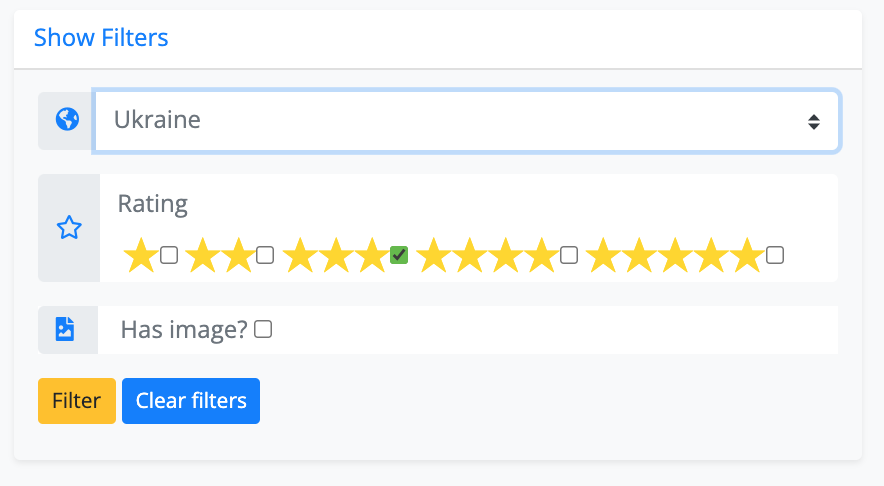 Show Filters
Ukraine
Rating
Has image?
Filter Clear filters